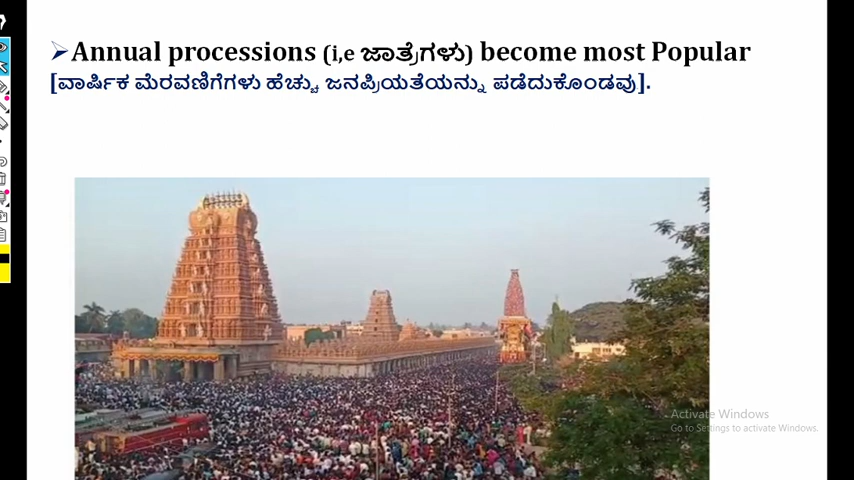 ➢Annual processions (i,e ಜಾತ್ರೆಗಳು) become most Popular
[ವಾರ್ಷಿಕ ಮೆರವಣಿಗೆಗಳು ಹೆಚ್ಚು ಜನಪ್ರಿಯತೆಯನ್ನು ಪಡೆದುಕೊಂಡವು].
Activate Windows
Go to Settings to activate Windows.